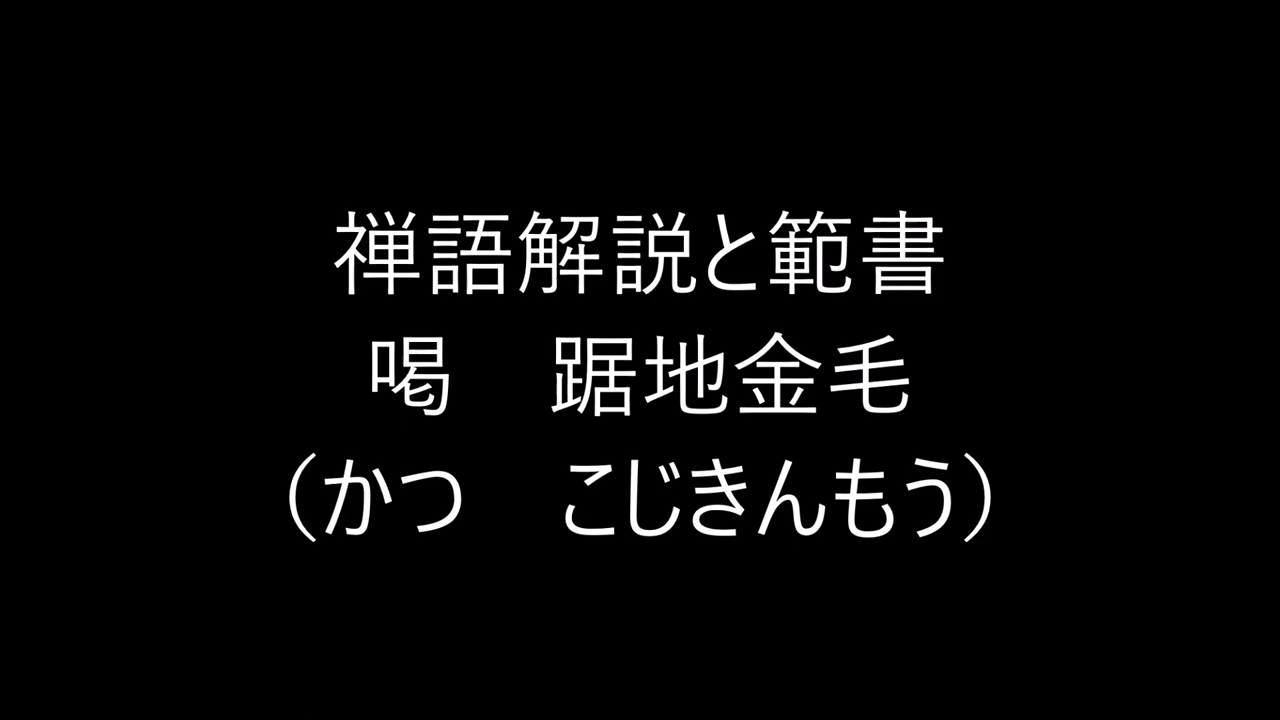 禅語解説と範書
喝　踞地金毛
（かつ　こじきんもう）